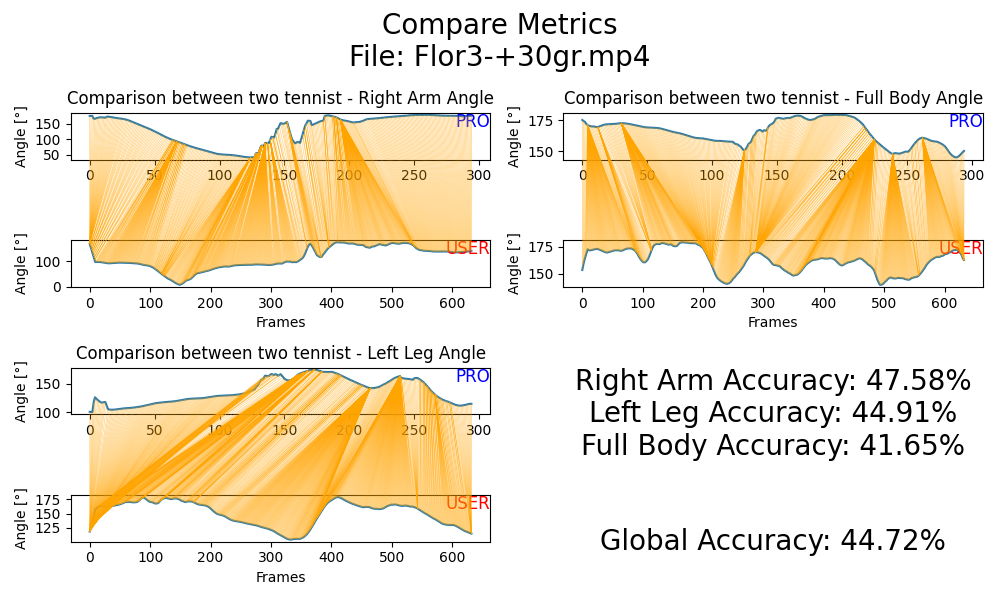 Compare Metrics
File: Flor3-+30gr.mp4
Comparison between two tennist - Right Arm Angle
Angle [°]
150
100
50
PRO
0 50 100 150 200 250 300
Angle [°]
100
0
USER
0 100 200 300 400 500 600
Frames
Comparison between two tennist - Full Body Angle
Angle [°]
175
150
PRO
0 50 100 150 200 250 300
Angle [°]
175
150
USER
0 100 200 300 400 500 600
Frames
Comparison between two tennist - Left Leg Angle
Angle [°]
150
100
PRO
0 50 100 150 200 250 300
Angle [°]
175
150
125
USER
0 100 200 300 400 500 600
Frames
Right Arm Accuracy: 47.58%
Left Leg Accuracy: 44.91%
Full Body Accuracy: 41.65%
Global Accuracy: 44.72%